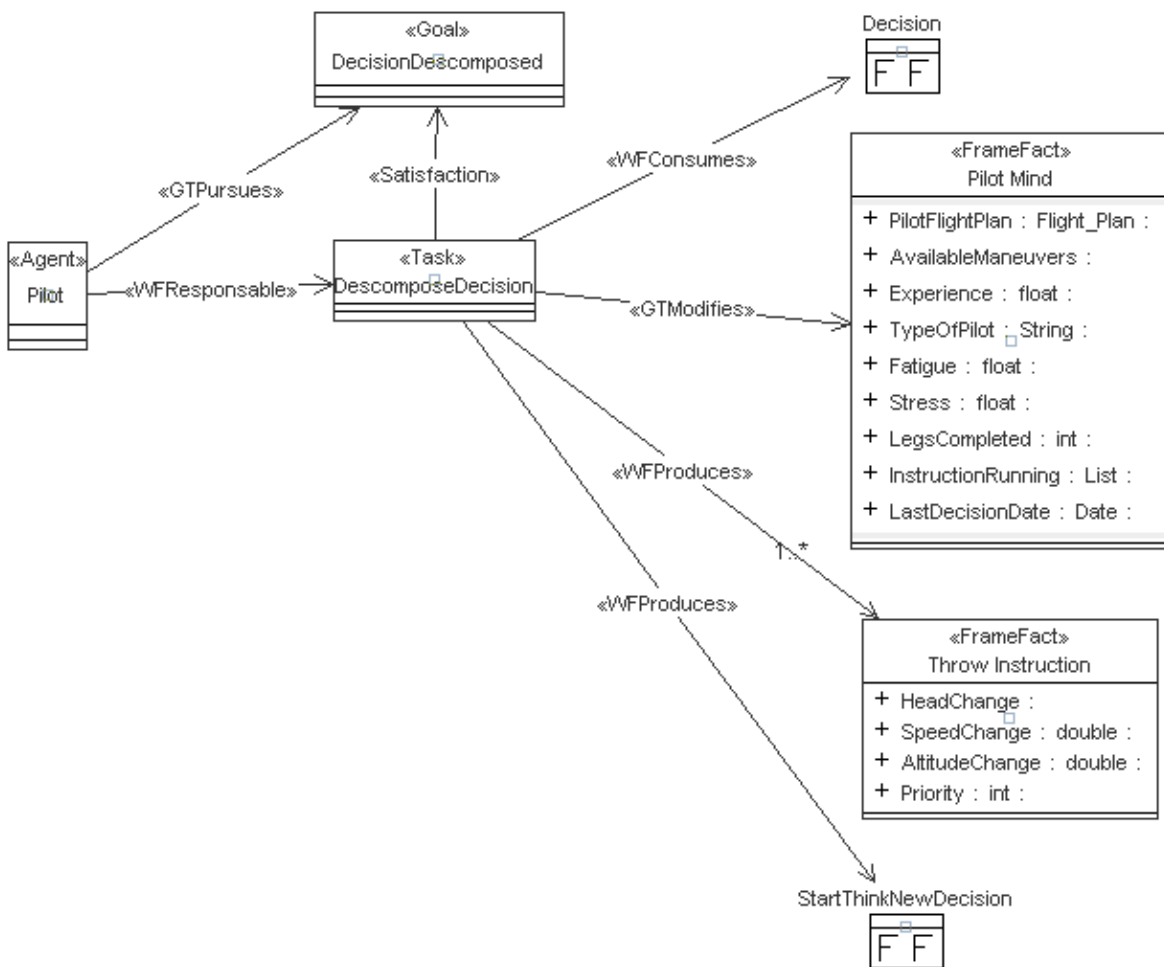 «Goal»
DecisionDescomposed
Decision
F F
«GTPursues»
«Satisfaction»
«WFConsumes»
«FrameFact»
Pilot Mind
+ PilotFlightPlan : Flight_Plan :
+ AvailableManeuvers :
+ Experience : float :
+ TypeOfPilot : String :
+ Fatigue : float :
+ Stress : float :
+ LegsCompleted : int :
+ InstructionRunning : List :
+ LastDecisionDate : Date :
«Agent»
Pilot
«WFResponsable»
«Task»
DescomposeDecision
«GTModifies»
«WFProduces»
1..*
«WFProduces»
«FrameFact»
Throw Instruction
+ HeadChange :
+ SpeedChange : double :
+ AltitudeChange : double :
+ Priority : int :
StartThinkNewDecision
F F